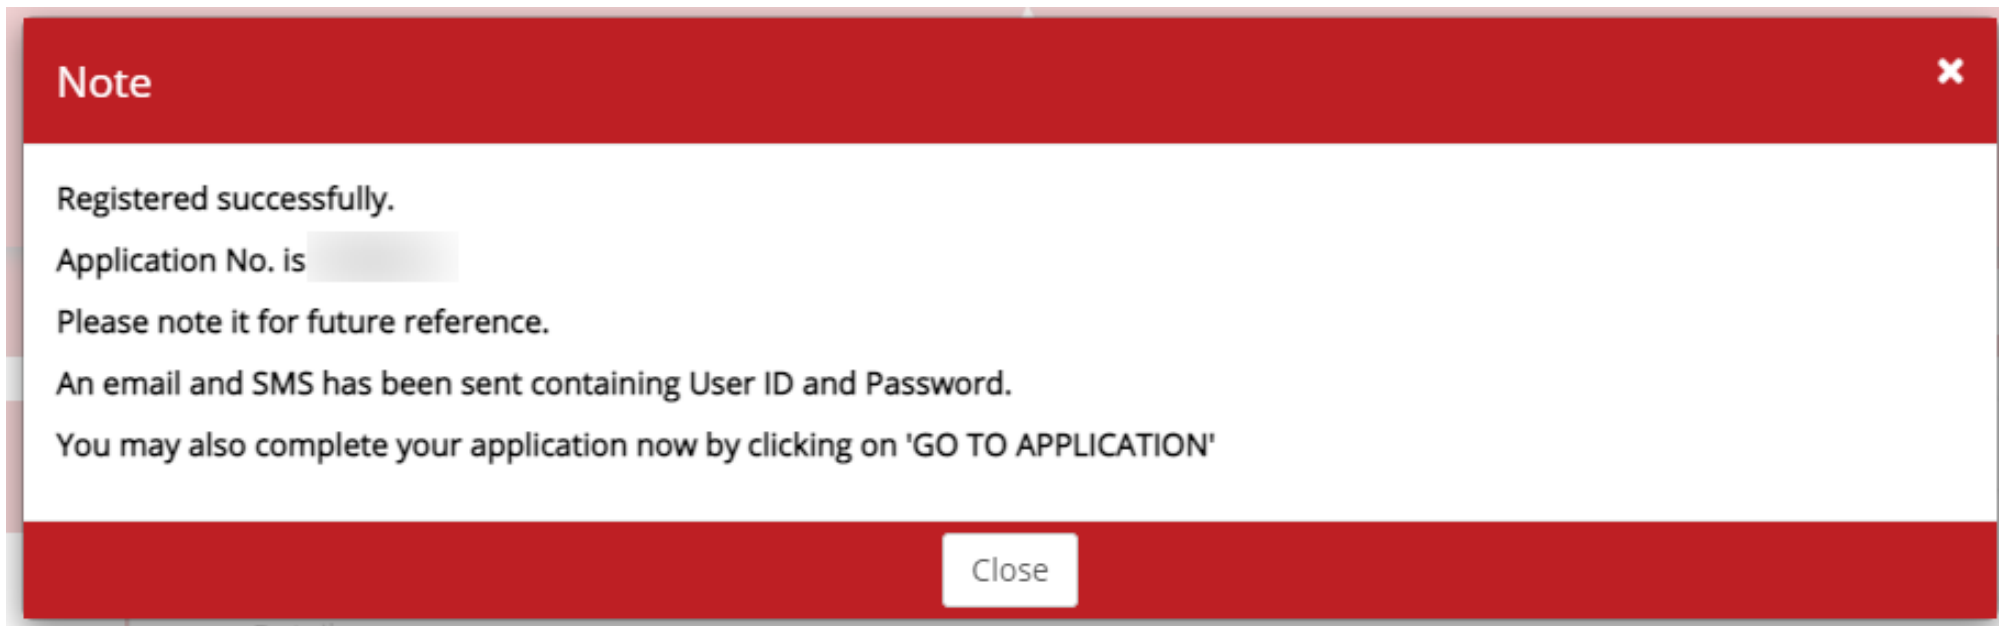 Note
Registered successfully.
Application No. is
Please note it for future reference.
An email and SMS has been sent containing User ID and Password.
You may also complete your application now by clicking on 'GO TO APPLICATION'
Close